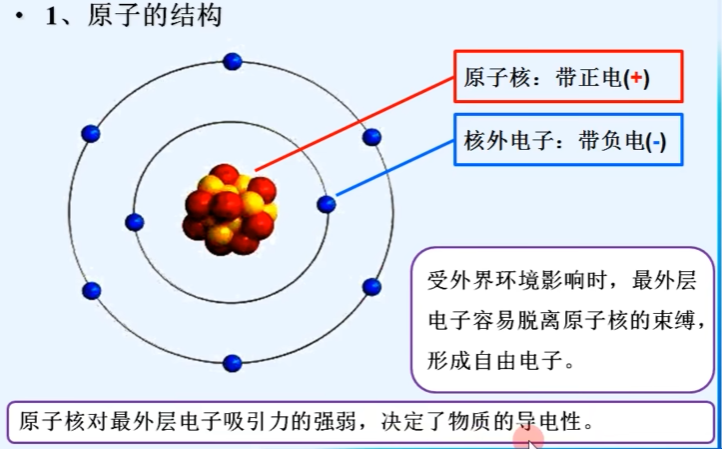 • 1、原子的结构
原子核：带正电(+)
核外电子：带负电(-)
受外界环境影响时，最外层
电子容易脱离原子核的束缚，
形成自由电子。
原子核对最外层电子吸引力的强弱，决定了物质的导电性。